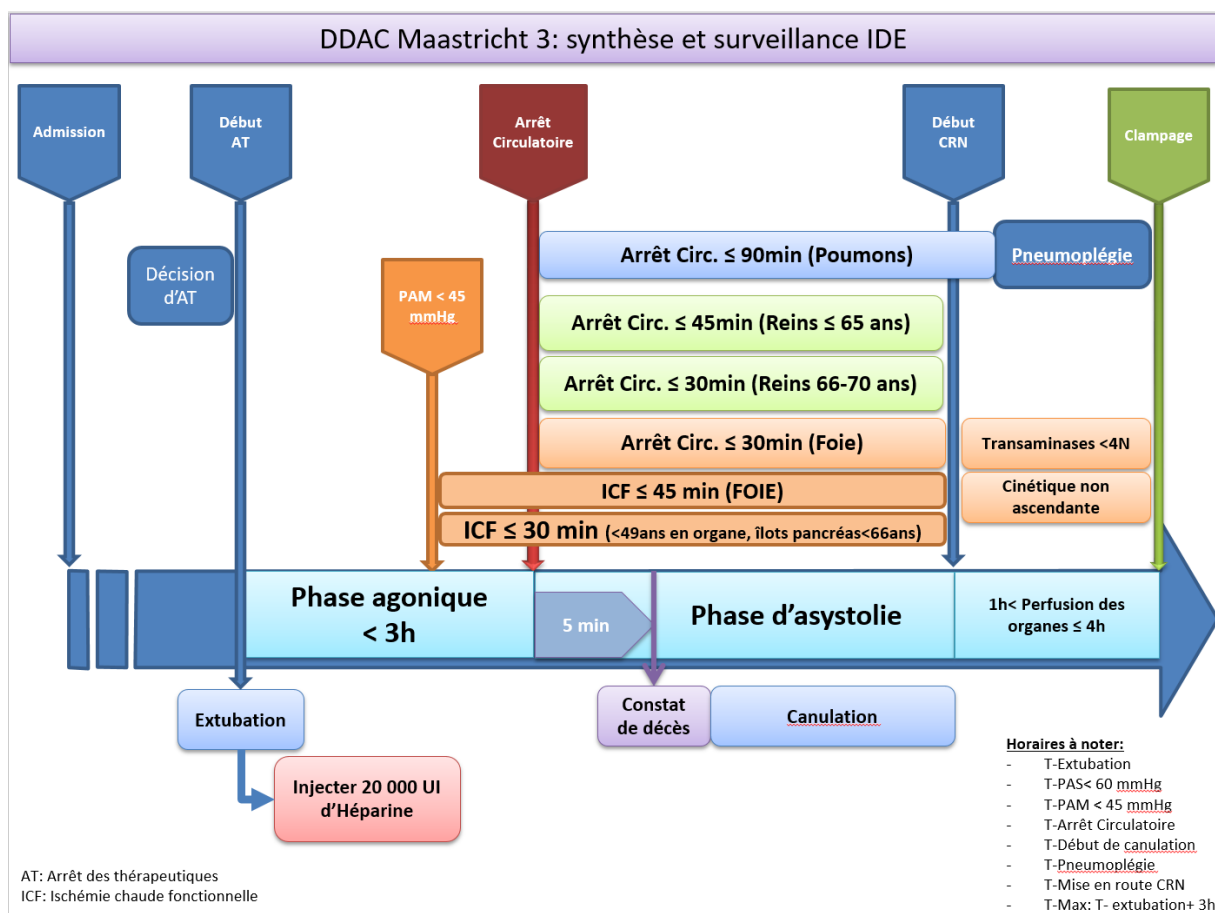 DDAC Maastricht 3: synthèse et surveillance IDE
Admission
Début
AT
Arrêt
Circulatoire
Début
CRN
Clampage
Décision
d'AT
PAM < 45
mmHg
Arrêt Circ. ≤ 90min (Poumons)
Pneumoplégie
Arrêt Circ. ≤ 45min (Reins ≤ 65 ans)
Arrêt Circ. ≤ 30min (Reins 66-70 ans)
Arrêt Circ. ≤ 30min (Foie)
Transaminases <4N
ICF ≤ 45 min (FOIE)
Cinétique non
ascendante
ICF ≤ 30 min (<49ans en organe, îlots pancréas<66ans)
Phase agonique
< 3h
5 min
Phase d'asystolie
1h< Perfusion des
organes ≤ 4h
Extubation
Constat
de décès
Canulation
Injecter 20 000 UI
d'Héparine
Horaires à noter:
- T-Extubation
- T-PAS< 60 mmHg
- T-PAM < 45 mmHg
- T-Arrêt Circulatoire
- T-Début de canulation
- T-Pneumoplégie
- T-Mise en route CRN
- T-Max: T- extubation+ 3h
AT: Arrêt des thérapeutiques
ICF: Ischémie chaude fonctionnelle